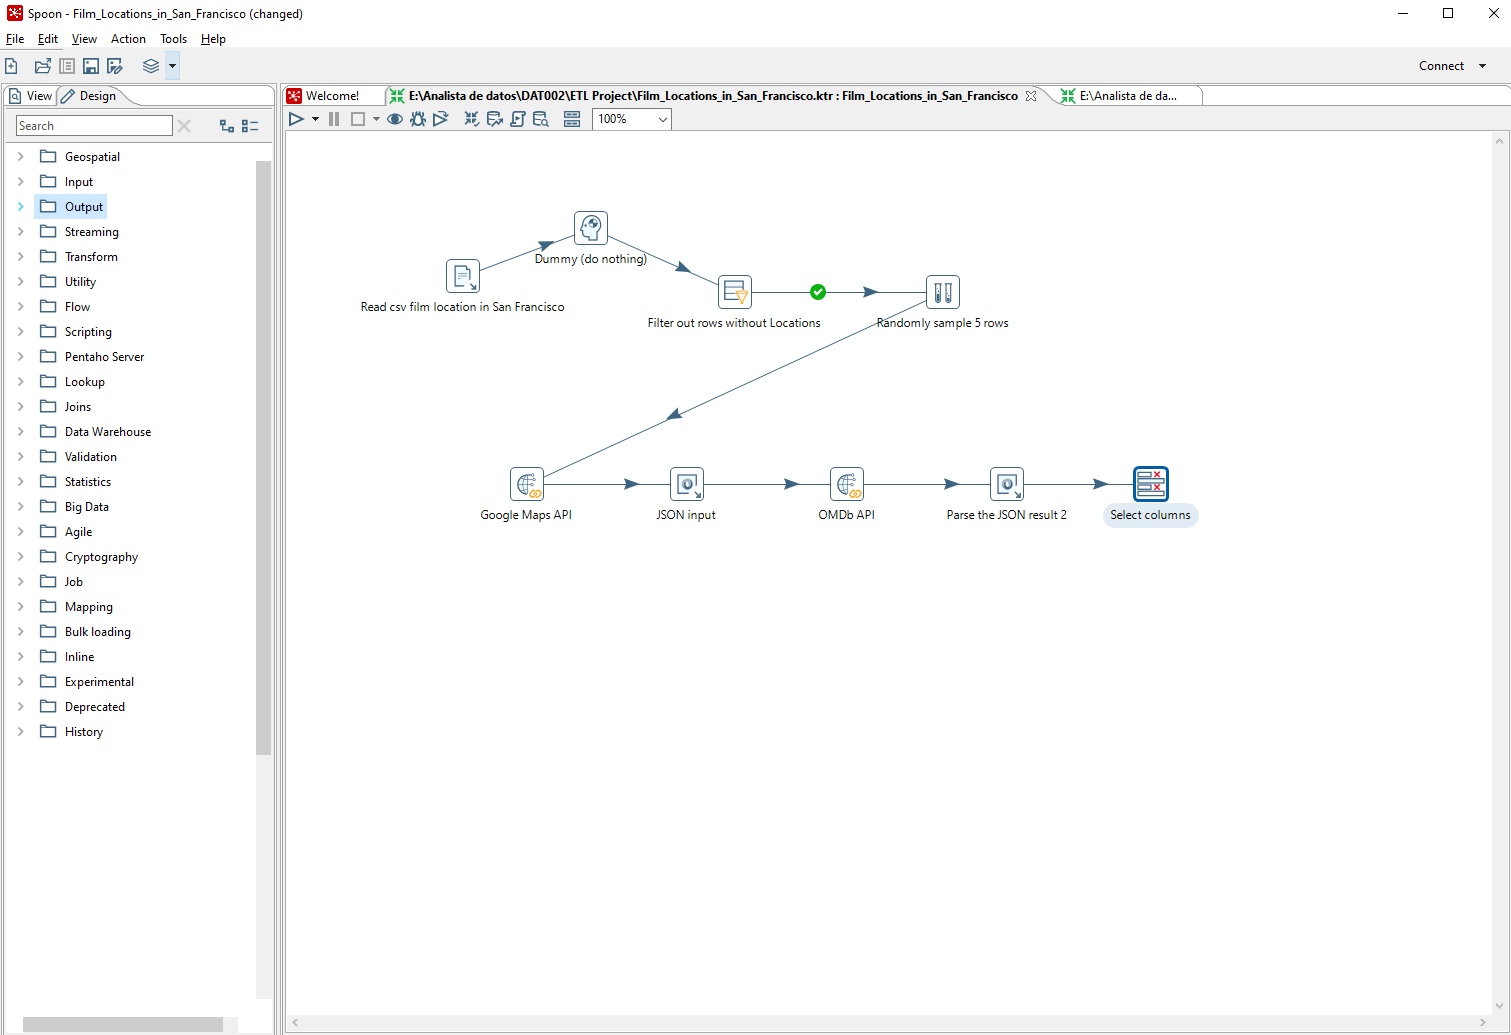 Spoon - Film_Locations_in_San_Francisco (changed)
File Edit View Action Tools Help
Connect
View Design
Welcome! E:\Analista de datos\DAT002\ETL Project\Film_Locations_in_San_Francisco.ktr : Film_Locations_in_San_Francisco E:\Analista de da...
Search
100%
Geospatial
Input
Output
Streaming
Transform
Utility
Flow
Scripting
Pentaho Server
Lookup
Joins
Data Warehouse
Validation
Statistics
Big Data
Agile
Cryptography
Job
Mapping
Bulk loading
Inline
Experimental
Deprecated
History
Dummy (do nothing)
Read csv film location in San Francisco
Filter out rows without Locations
Randomly sample 5 rows
Google Maps API
JSON input
OMDb API
Parse the JSON result 2
Select columns